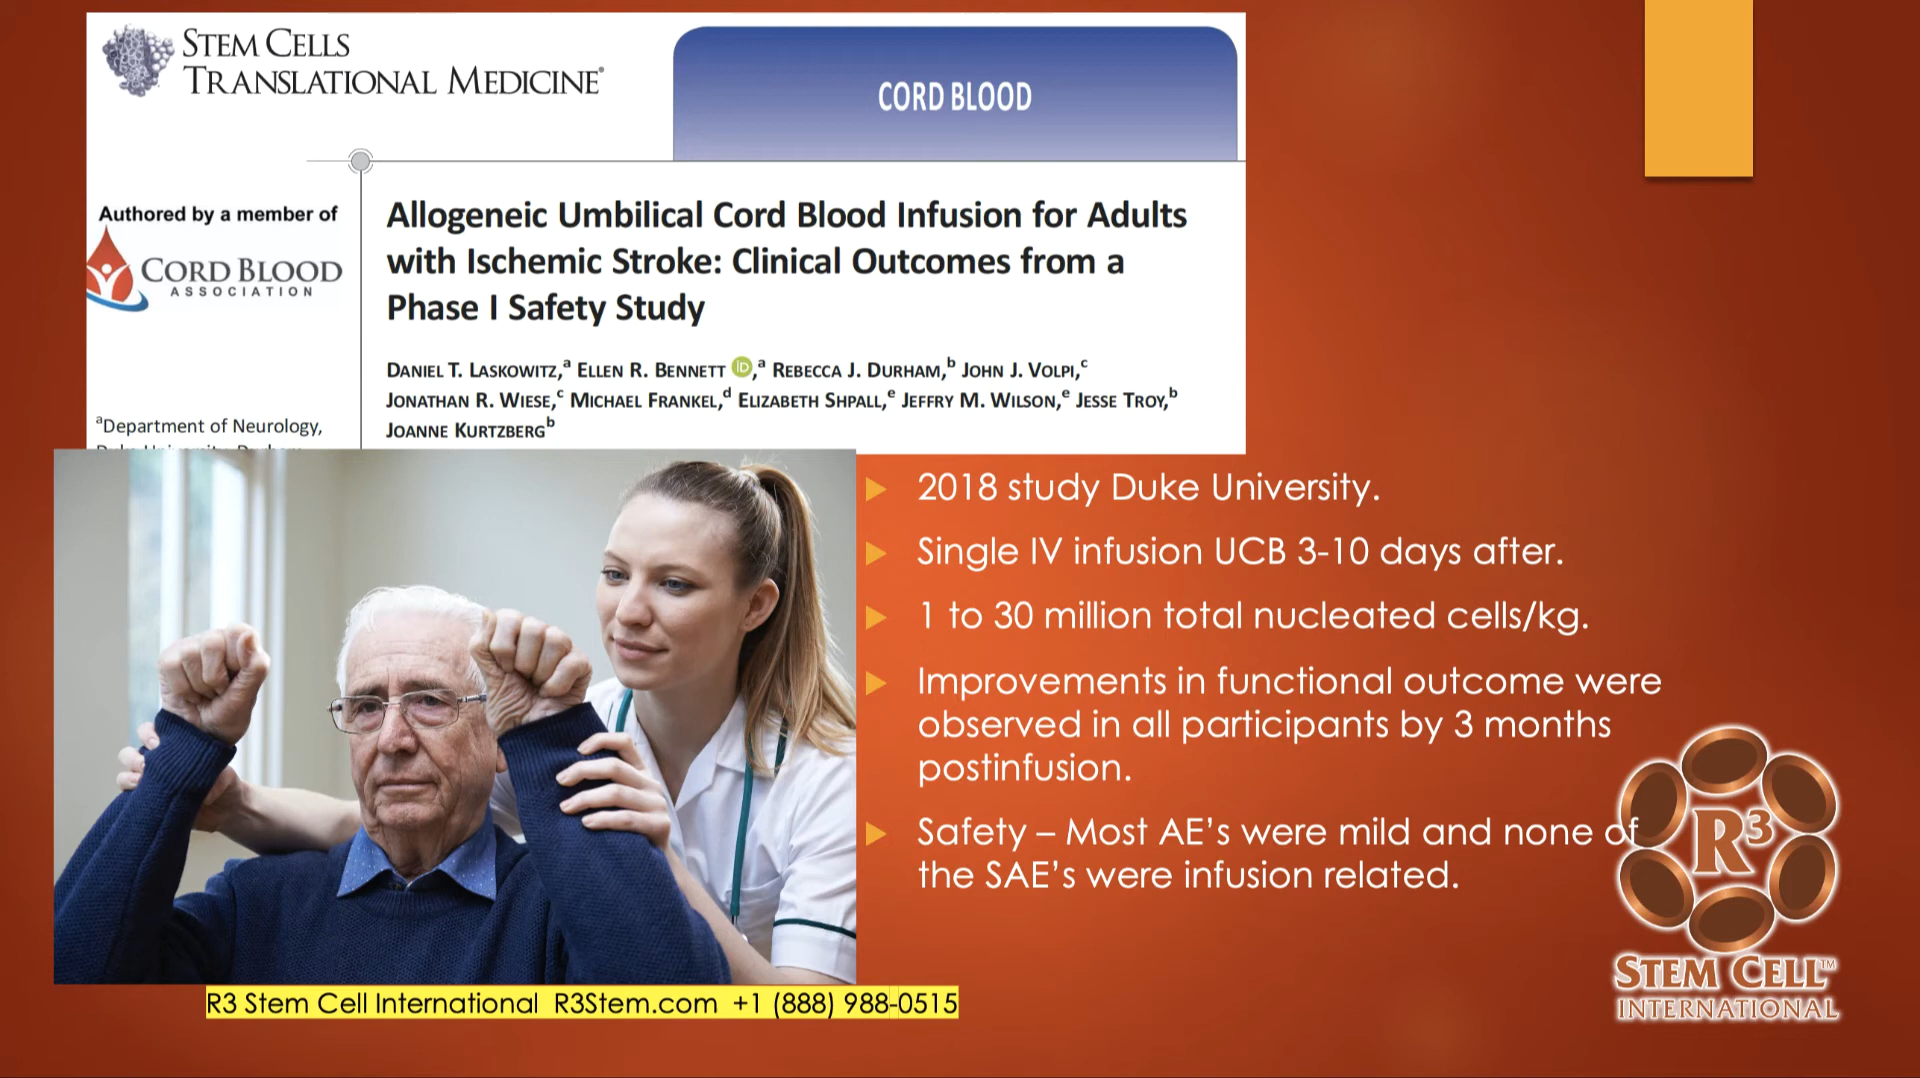 STEM CELLS
TRANSLATIONAL MEDICINE®
CORD BLOOD
Authored by a member of
CORD BLOOD
ASSOCIATION
Allogeneic Umbilical Cord Blood Infusion for Adults
with Ischemic Stroke: Clinical Outcomes from a
Phase I Safety Study
DANIEL T. LASKOWITZ,ᵃ ELLEN R. BENNETT iD,ᵃ REBECCA J. DURHAM,ᵇ JOHN J. VOLPI,ᶜ
JONATHAN R. WIESE,ᶜ MICHAEL FRANKEL,ᵈ ELIZABETH SHPALL,ᵉ JEFFRY M. WILSON,ᵉ JESSE TROY,ᵇ
JOANNE KURTZBERGᵇ
ᵃDepartment of Neurology,
2018 study Duke University.
Single IV infusion UCB 3-10 days after.
1 to 30 million total nucleated cells/kg.
Improvements in functional outcome were
observed in all participants by 3 months
postinfusion.
Safety – Most AE’s were mild and none of
the SAE’s were infusion related.
R3 Stem Cell International R3Stem.com +1 (888) 988-0515
R³
STEM CELL™
INTERNATIONAL